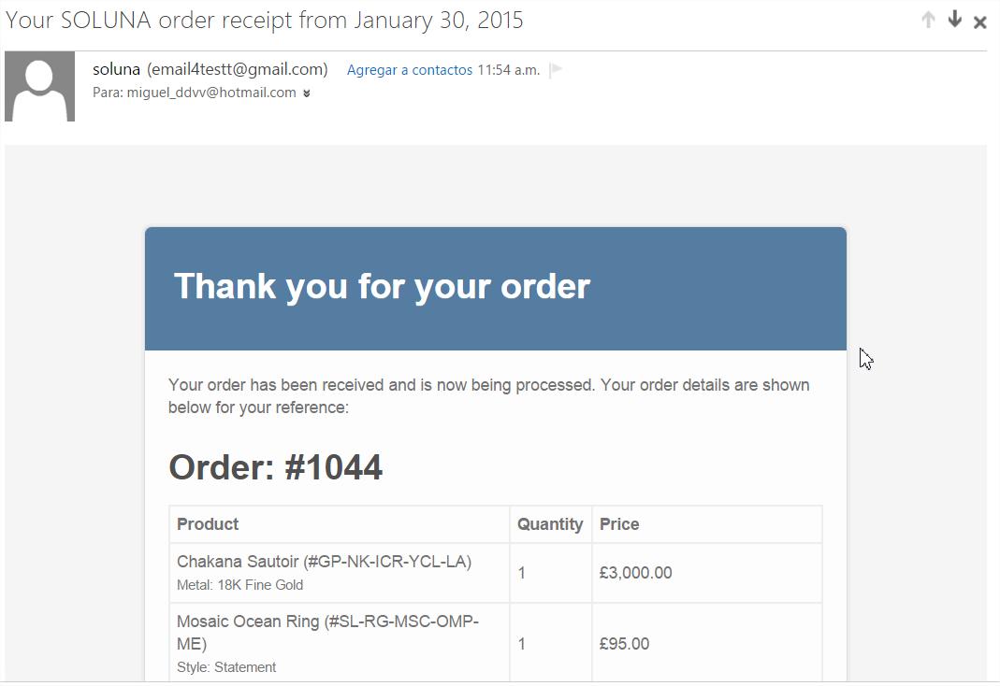 Your SOLUNA order receipt from January 30, 2015
soluna (email4testt@gmail.com) Agregar a contactos 11:54 a.m.
Para: miguel_ddvv@hotmail.com
Thank you for your order
Your order has been received and is now being processed. Your order details are shown
below for your reference:
Order: #1044
Product Quantity Price
Chakana Sautoir (#GP-NK-ICR-YCL-LA)
Metal: 18K Fine Gold
1 £3,000.00
Mosaic Ocean Ring (#SL-RG-MSC-OMP-
ME)
Style: Statement
1 £95.00